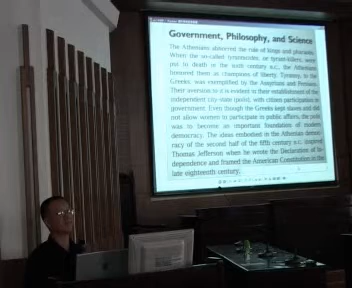 Government, Philosophy, and Science
The Athenians abhorred the rule of kings and pharaohs.
When the so-called tyrannicides, or tyrant-killers, were
put to death in the sixth century B.C., the Athenians
honored them as champions of liberty. Tyranny, to the
Greeks, was exemplified by the Assyrians and Persians.
Their aversion to it is evident in their establishment of the
independent city-state (polis), with citizen participation in
government. Even though the Greeks kept slaves and did
not allow women to participate in public affairs, the polis
was to become an important foundation of modern
democracy. The ideas embodied in the Athenian democ-
racy of the second half of the fifth century B.C. inspired
Thomas Jefferson when he wrote the Declaration of In-
dependence and framed the American Constitution in the
late eighteenth century.